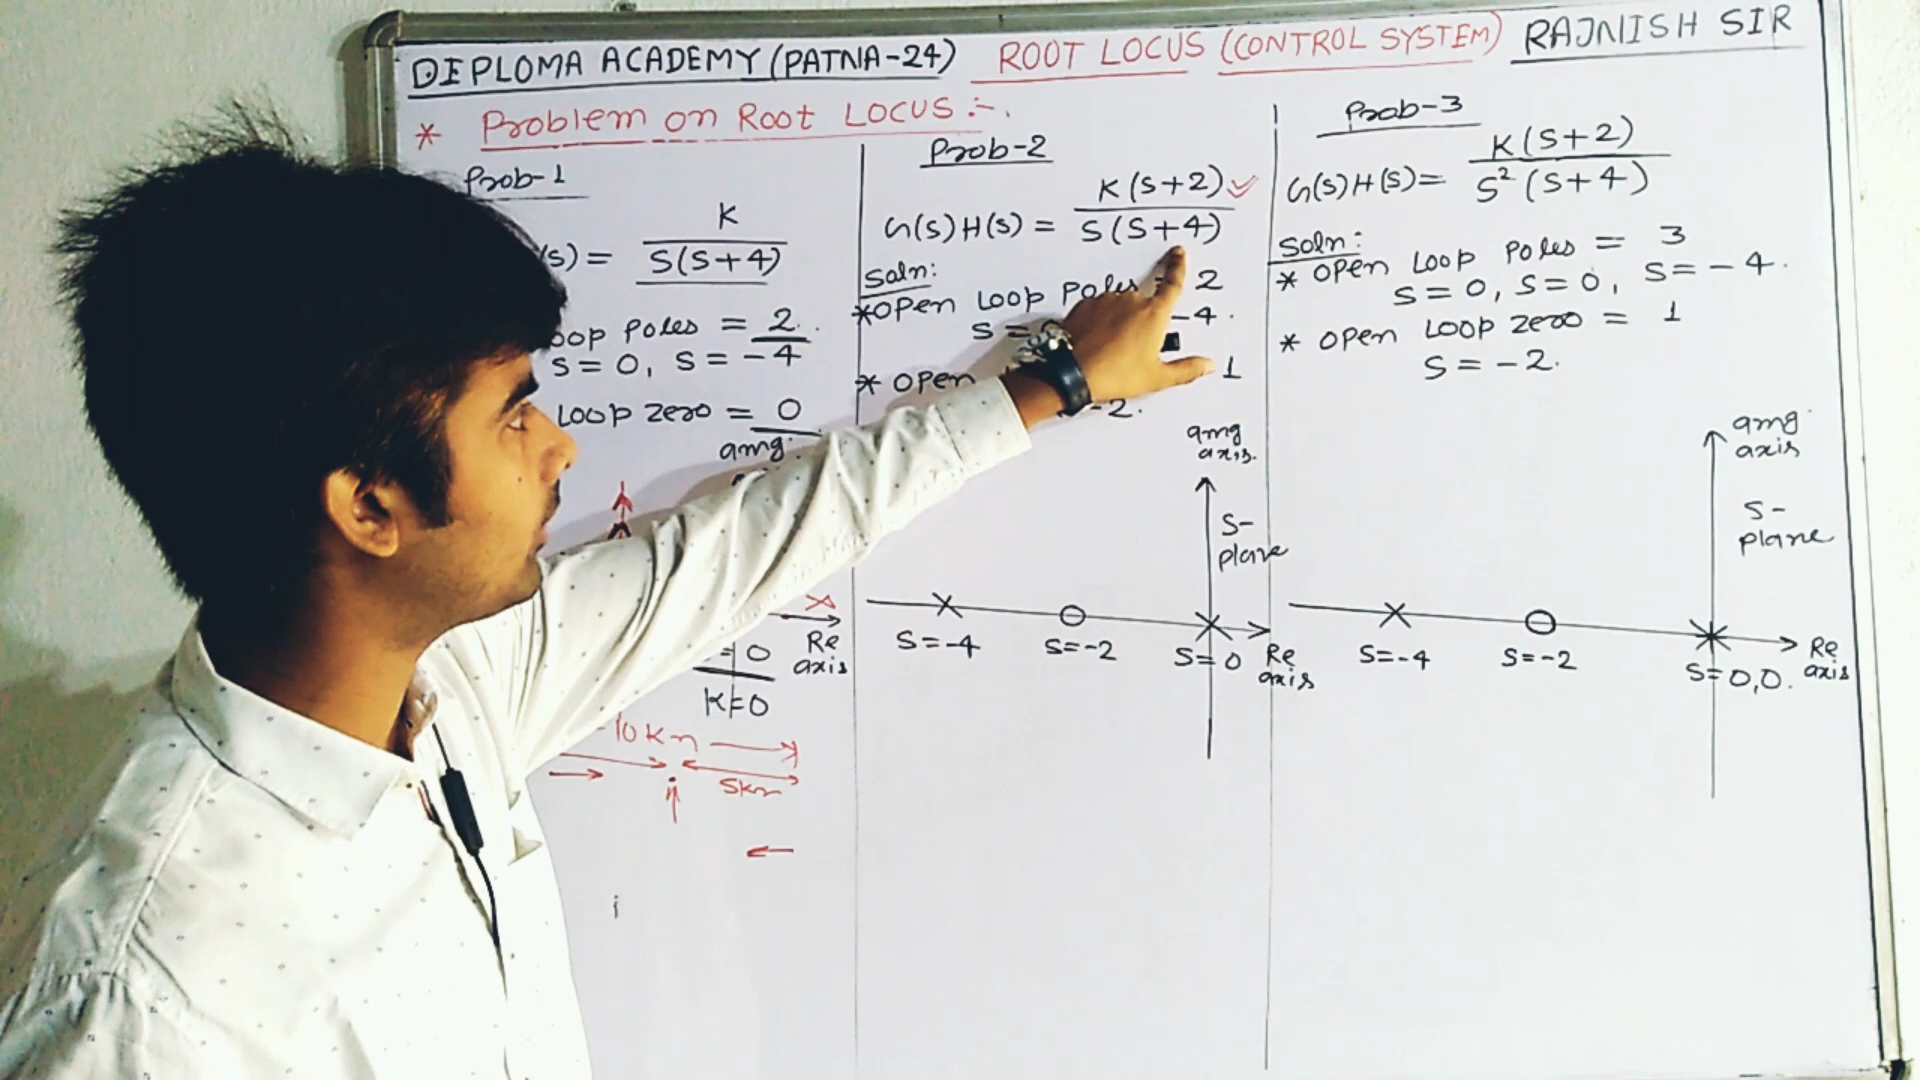 DIPLOMA ACADEMY (PATNA-24) ROOT LOCUS (CONTROL SYSTEM) RAJNISH SIR
* Problem on Root LOCUS :-.
Prob-1
(s) = K / S(S+4)
oop Poles = 2.
S = 0, S = -4
Loop zero = 0
amg.
Re
axis
= 0
K=0
10 Km
5km
i
Prob-2
G(s) H(s) = K(S+2) / S(S+4)
Soln:
*open Loop Poles = 2
S = 0 -4.
* open 1
-2.
amg
axis.
S-
plane
S=-4 S=-2 S=0 Re
axis
Prob-3
G(s) H(s) = K(S+2) / S² (S+4)
Soln:
* open Loop Poles = 3
S=0, S=0, S=-4.
* open Loop zero = 1
S = -2.
amg.
axis
S-
plane
S=-4 S=-2 S=0,0. Re
axis